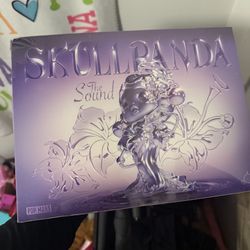 SKULLPANDA
The
Sound
POP MART